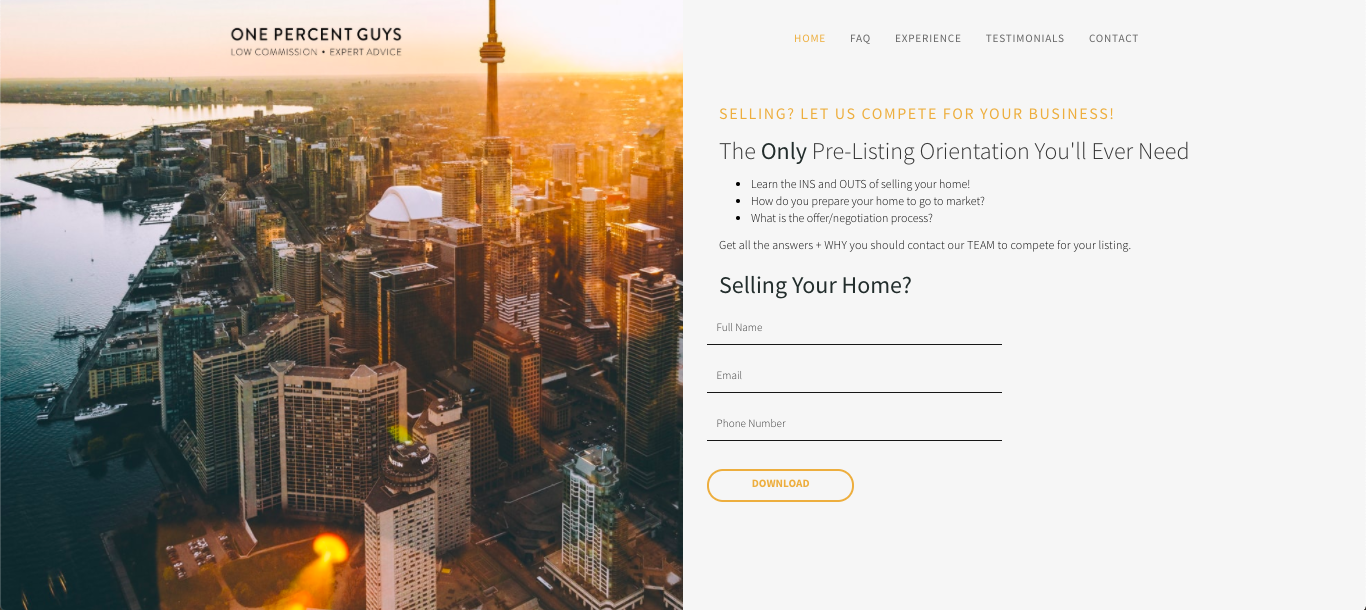 ONE PERCENT GUYS
LOW COMMISSION • EXPERT ADVICE
HOME FAQ EXPERIENCE TESTIMONIALS CONTACT
SELLING? LET US COMPETE FOR YOUR BUSINESS!
The Only Pre-Listing Orientation You'll Ever Need
• Learn the INS and OUTS of selling your home!
• How do you prepare your home to go to market?
• What is the offer/negotiation process?
Get all the answers + WHY you should contact our TEAM to compete for your listing.
Selling Your Home?
Full Name
Email
Phone Number
DOWNLOAD